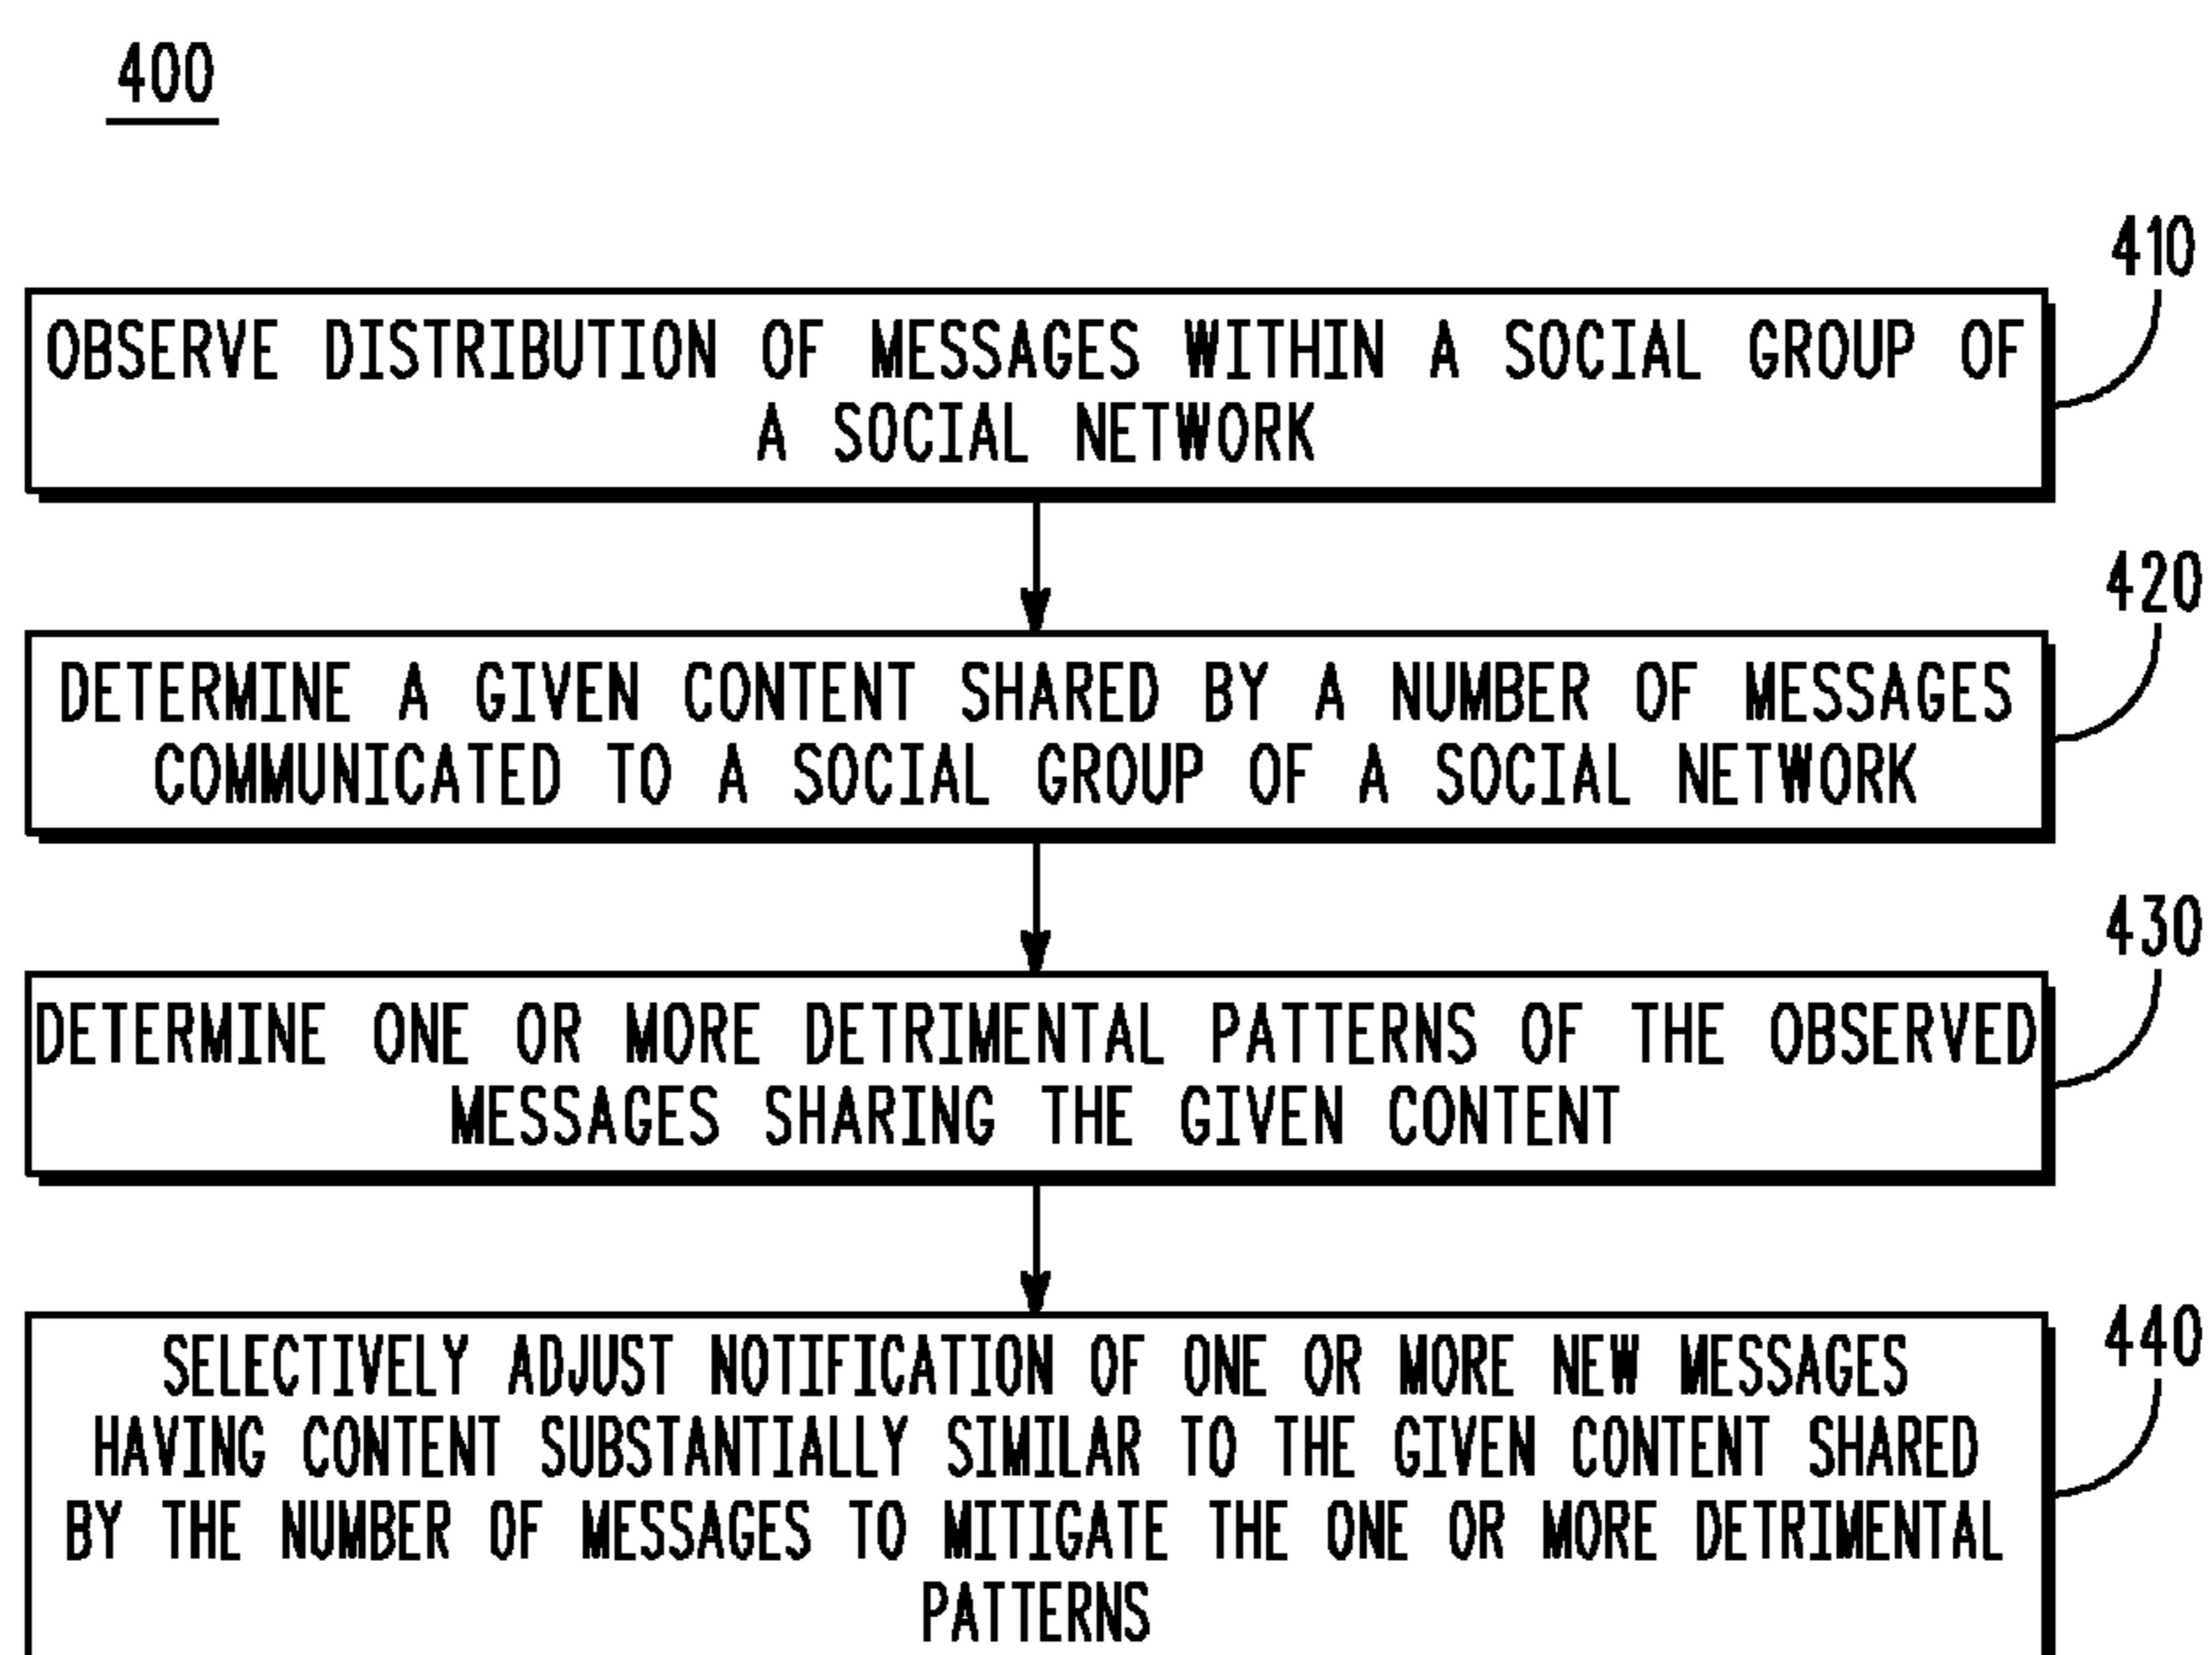 400
410
OBSERVE DISTRIBUTION OF MESSAGES WITHIN A SOCIAL GROUP OF
A SOCIAL NETWORK
420
DETERMINE A GIVEN CONTENT SHARED BY A NUMBER OF MESSAGES
COMMUNICATED TO A SOCIAL GROUP OF A SOCIAL NETWORK
430
DETERMINE ONE OR MORE DETRIMENTAL PATTERNS OF THE OBSERVED
MESSAGES SHARING THE GIVEN CONTENT
440
SELECTIVELY ADJUST NOTIFICATION OF ONE OR MORE NEW MESSAGES
HAVING CONTENT SUBSTANTIALLY SIMILAR TO THE GIVEN CONTENT SHARED
BY THE NUMBER OF MESSAGES TO MITIGATE THE ONE OR MORE DETRIMENTAL
PATTERNS